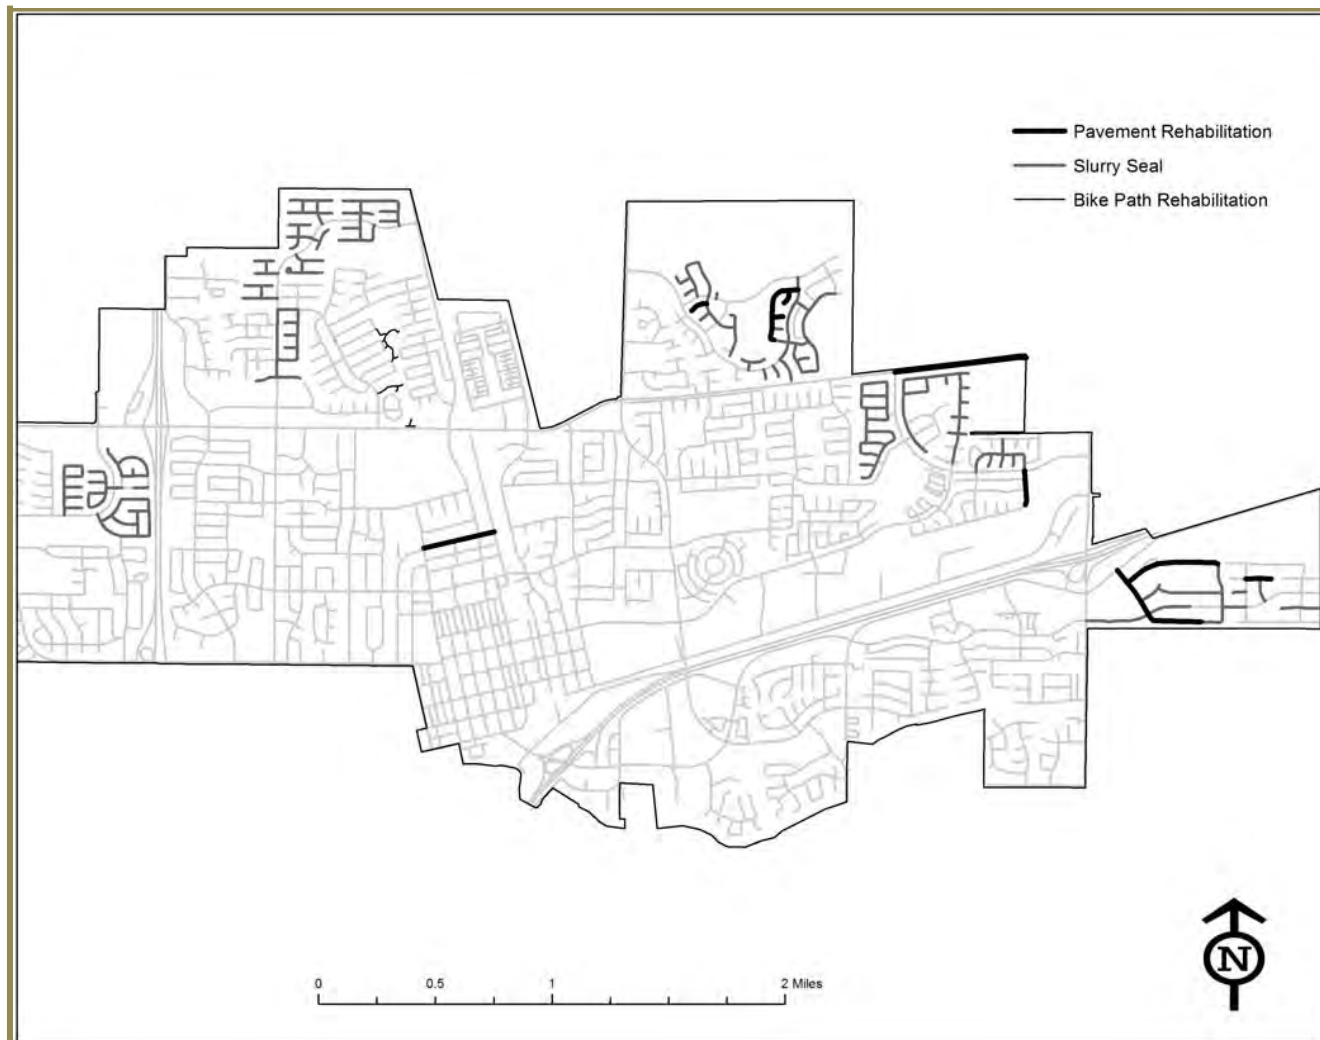 Pavement Rehabilitation
Slurry Seal
Bike Path Rehabilitation
N
0 0.5 1 2 Miles